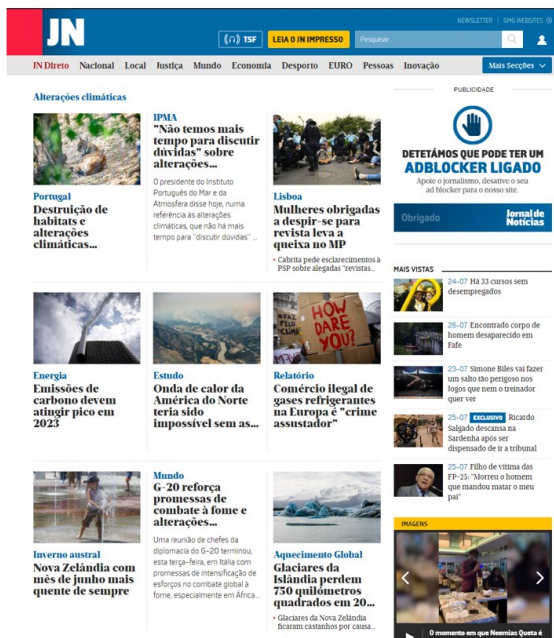 NEWSLETTER | GMG WEBSITES
JN
TSF
LEIA O JN IMPRESSO
Pesquisar
IN Direto Nacional Local Justiça Mundo Economia Desporto EURO Pessoas Inovação
Mais Secções
Alterações climáticas
Portugal
Destruição de
habitats e
alterações
climáticas...
IPMA
"Não temos mais
tempo para discutir
dúvidas" sobre
alterações...
O presidente do Instituto
Português do Mar e da
Atmosfera disse hoje, numa
referência às alterações
climáticas, que não há mais
tempo para "discutir dúvidas" ...
Lisboa
Mulheres obrigadas
a despir-se para
revista leva a
queixa no MP
• Cabrita pede esclarecimentos à
PSP sobre alegadas "revistas...
Energia
Emissões de
carbono devem
atingir pico em
2023
Estudo
Onda de calor da
América do Norte
teria sido
impossível sem as...
HOW
DARE
YOU?
Relatório
Comércio ilegal de
gases refrigerantes
na Europa é "crime
assustador"
Inverno austral
Nova Zelândia com
mês de junho mais
quente de sempre
Mundo
G-20 reforça
promessas de
combate à fome e
alterações...
Uma reunião de chefes da
diplomacia do G-20 terminou,
esta terça-feira, em Itália com
promessas de intensificação de
esforços no combate global à
fome, especialmente em África...
Aquecimento Global
Glaciares da
Islândia perdem
750 quilómetros
quadrados em 20...
• Glaciares da Nova Zelândia
ficaram castanhos por causa...
PUBLICIDADE
DETETÁMOS QUE PODE TER UM
ADBLOCKER LIGADO
Apoie o jornalismo, desative o seu
ad blocker para o nosso site.
Obrigado
Jornal de
Notícias
MAIS VISTAS
24-07 Há 33 cursos sem
desempregados
28-07 Encontrado corpo de
homem desaparecido em
Fafe
23-07 Simone Biles vai fazer
um salto tão perigoso nos
Jogos que nem o treinador
quer ver
25-07 EXCLUSIVO Ricardo
Salgado descansa na
Sardenha após ser
dispensado de ir a tribunal
25-07 Filho de vítima das
FP-25: "Morreu o homem
que mandou matar o meu
pai"
IMAGENS
O momento em que Neemias Queta é